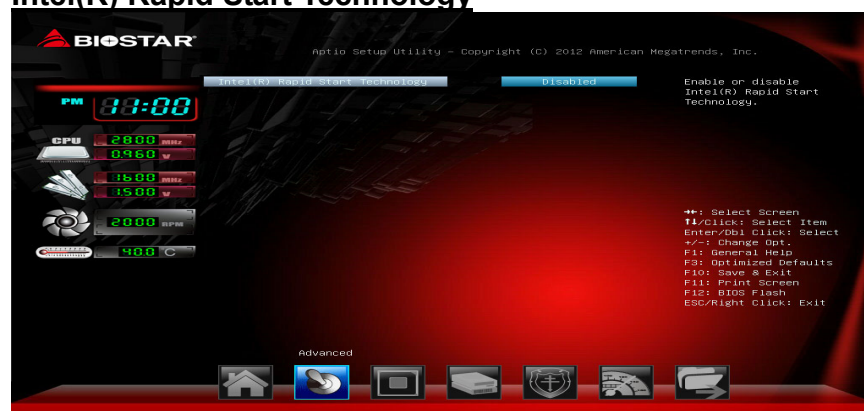 Intel(R) Rapid Start Technology
BIOSTAR
Aptio Setup Utility - Copyright (C) 2012 American Megatrends, Inc.
Intel(R) Rapid Start Technology Disabled
Enable or disable
Intel(R) Rapid Start
Technology.
PM 11:00
CPU 2800 MHz
0.960 V
1600 MHz
1.500 V
2000 RPM
40.0 C
→←: Select Screen
↑↓/Click: Select Item
Enter/Dbl Click: Select
+/-: Change Opt.
F1: General Help
F3: Optimized Defaults
F10: Save & Exit
F11: Print Screen
F12: BIOS Flash
ESC/Right Click: Exit
Advanced